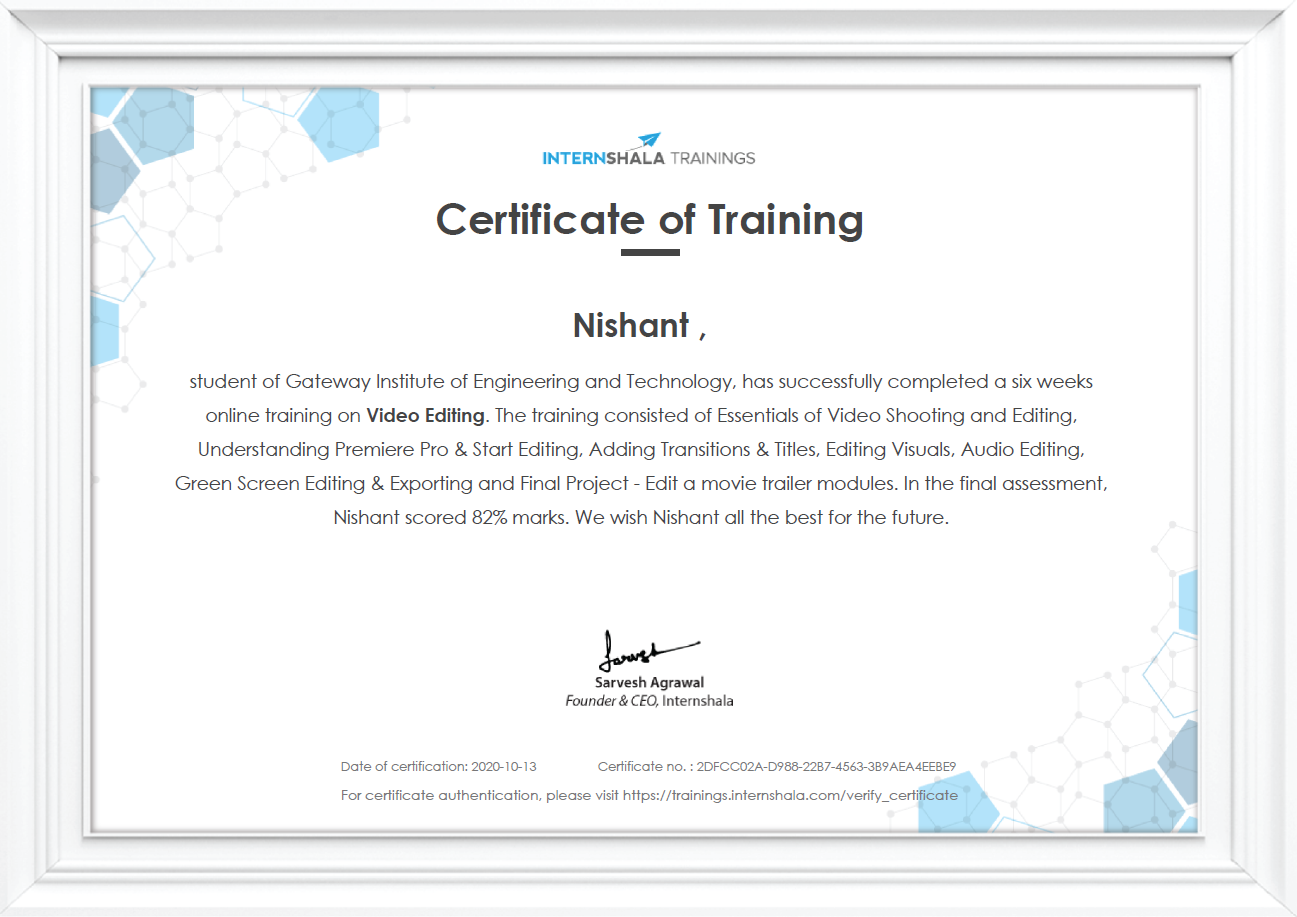 INTERNSHALA TRAININGS
Certificate of Training
Nishant ,
student of Gateway Institute of Engineering and Technology, has successfully completed a six weeks
online training on Video Editing. The training consisted of Essentials of Video Shooting and Editing,
Understanding Premiere Pro & Start Editing, Adding Transitions & Titles, Editing Visuals, Audio Editing,
Green Screen Editing & Exporting and Final Project - Edit a movie trailer modules. In the final assessment,
Nishant scored 82% marks. We wish Nishant all the best for the future.
Sarvesh
Sarvesh Agrawal
Founder & CEO, Internshala
Date of certification: 2020-10-13 Certificate no. : 2DFCC02A-D988-22B7-4563-3B9AEA4EEBE9
For certificate authentication, please visit https://trainings.internshala.com/verify_certificate